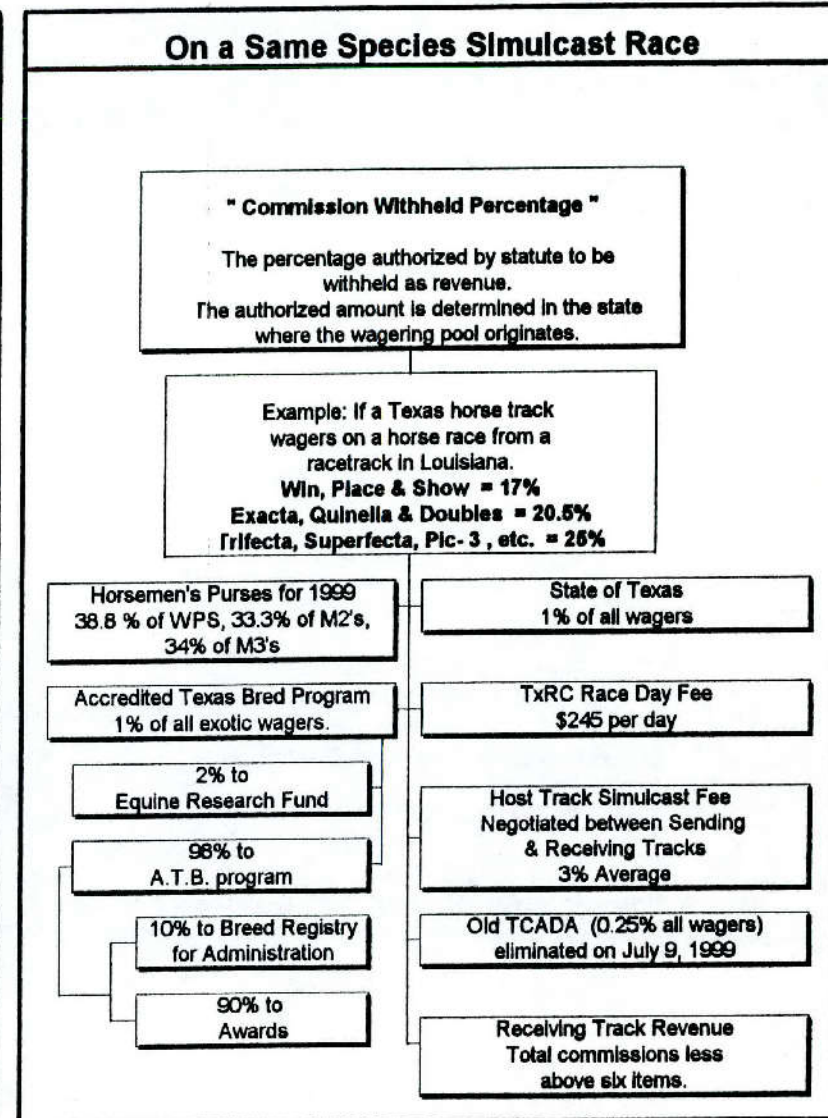 On a Same Species Simulcast Race
" Commission Withheld Percentage "
The percentage authorized by statute to be
withheld as revenue.
The authorized amount is determined in the state
where the wagering pool originates.
Example: If a Texas horse track
wagers on a horse race from a
racetrack in Louisiana.
Win, Place & Show = 17%
Exacta, Quinella & Doubles = 20.5%
Trifecta, Superfecta, Pic- 3 , etc. = 25%
Horsemen's Purses for 1999
38.8 % of WPS, 33.3% of M2's,
34% of M3's
State of Texas
1% of all wagers
Accredited Texas Bred Program
1% of all exotic wagers.
TxRC Race Day Fee
$245 per day
2% to
Equine Research Fund
Host Track Simulcast Fee
Negotiated between Sending
& Receiving Tracks
3% Average
98% to
A.T.B. program
10% to Breed Registry
for Administration
Old TCADA (0.25% all wagers)
eliminated on July 9, 1999
90% to
Awards
Receiving Track Revenue
Total commissions less
above six items.